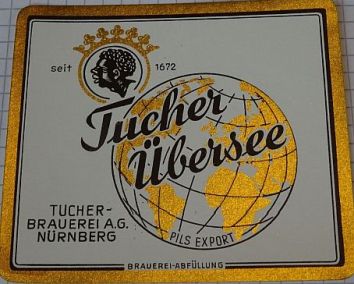 seit 1672
Tucher
Übersee
TUCHER-
BRAUEREI A.G.
NÜRNBERG
PILS EXPORT
BRAUEREI-ABFÜLLUNG